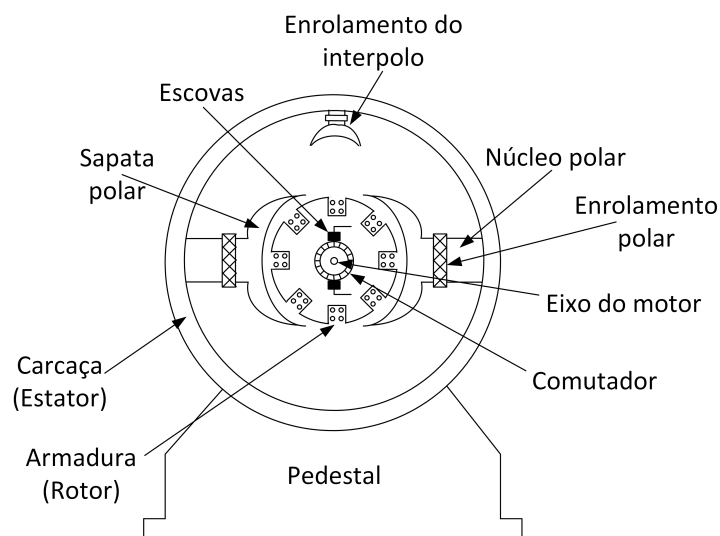 Enrolamento do
interpolo
Escovas
Sapata
polar
Núcleo polar
Enrolamento
polar
Eixo do motor
Carcaça
(Estator)
Comutador
Armadura
(Rotor)
Pedestal